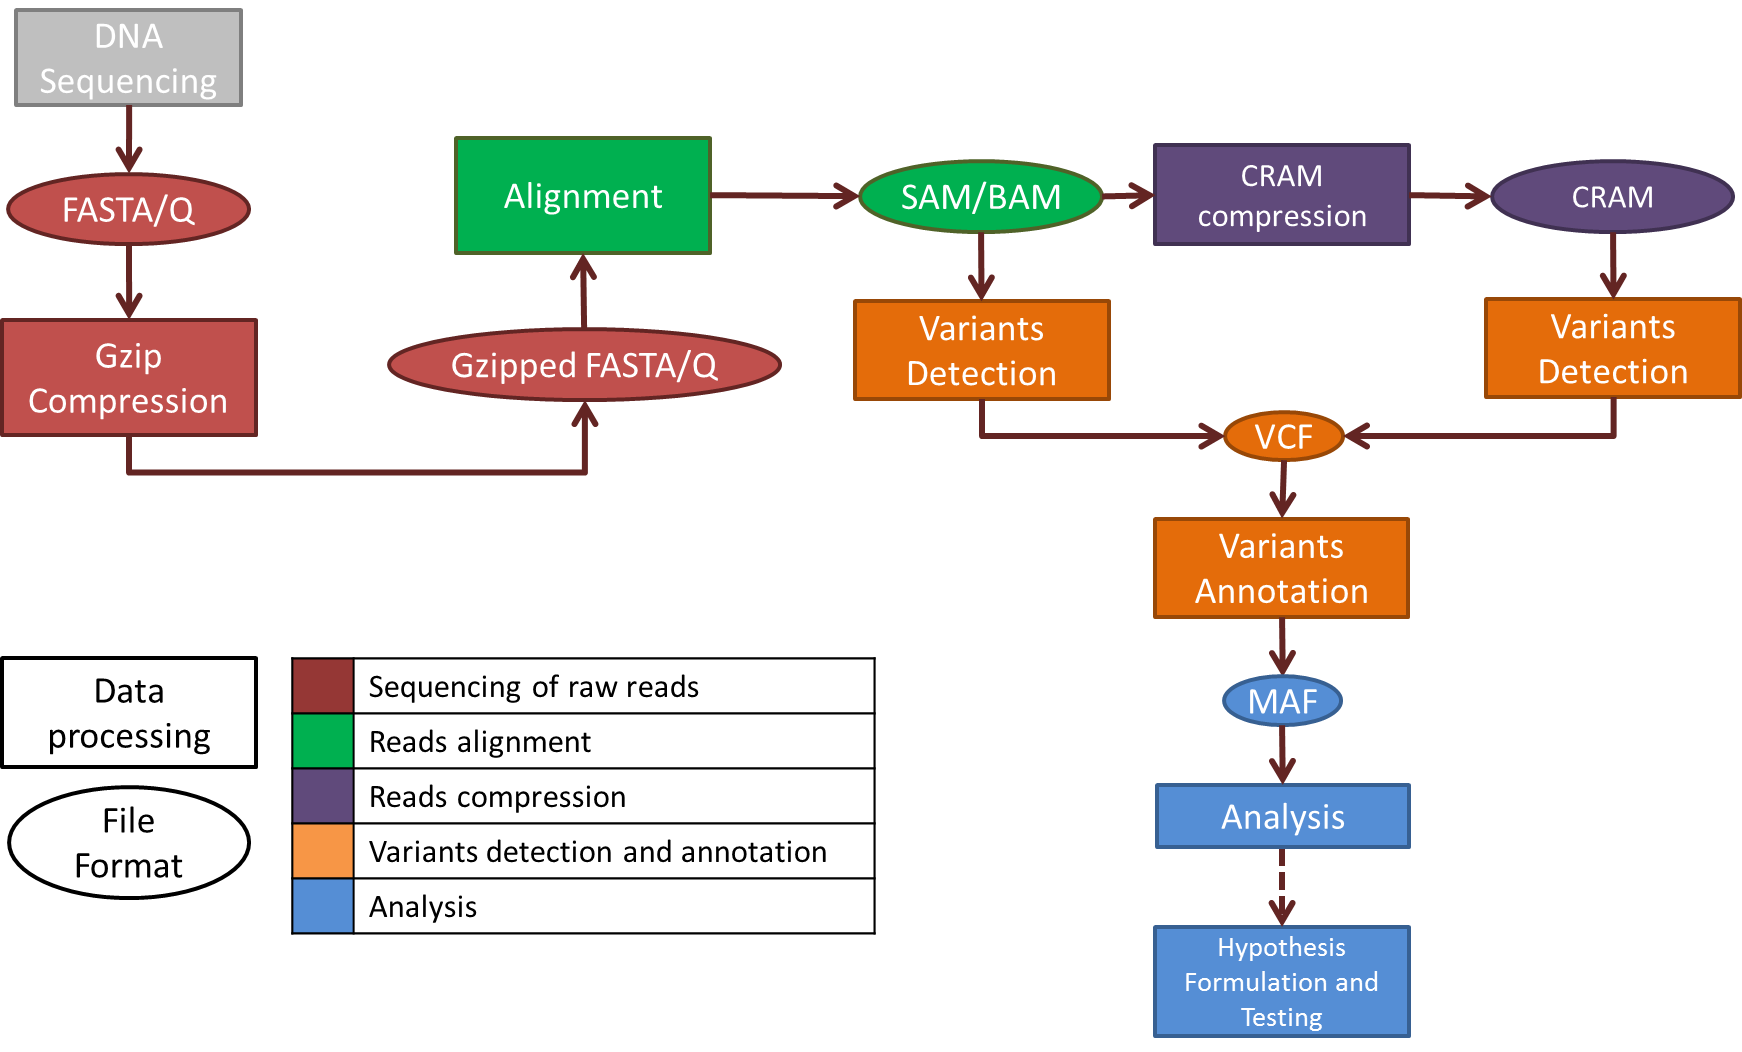 DNA
Sequencing
FASTA/Q
Gzip
Compression
Gzipped FASTA/Q
Alignment
SAM/BAM
CRAM
compression
CRAM
Variants
Detection
Variants
Detection
VCF
Variants
Annotation
MAF
Analysis
Hypothesis
Formulation and
Testing
Data
processing
File
Format
Sequencing of raw reads
Reads alignment
Reads compression
Variants detection and annotation
Analysis